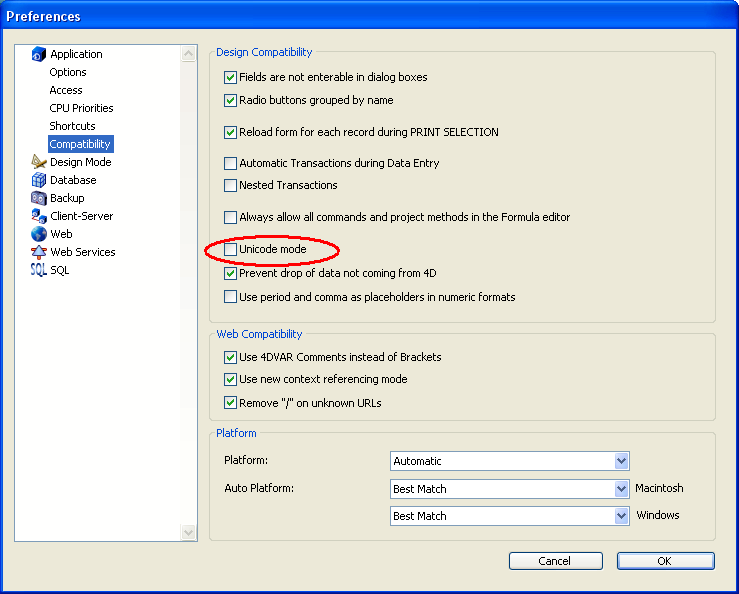 Preferences
Application
Options
Access
CPU Priorities
Shortcuts
Compatibility
Design Mode
Database
Backup
Client-Server
Web
Web Services
SQL SQL
Design Compatibility
Fields are not enterable in dialog boxes
Radio buttons grouped by name
Reload form for each record during PRINT SELECTION
Automatic Transactions during Data Entry
Nested Transactions
Always allow all commands and project methods in the Formula editor
Unicode mode
Prevent drop of data not coming from 4D
Use period and comma as placeholders in numeric formats
Web Compatibility
Use 4DVAR Comments instead of Brackets
Use new context referencing mode
Remove "/" on unknown URLs
Platform
Platform: Automatic
Auto Platform: Best Match Macintosh
Best Match Windows
Cancel OK